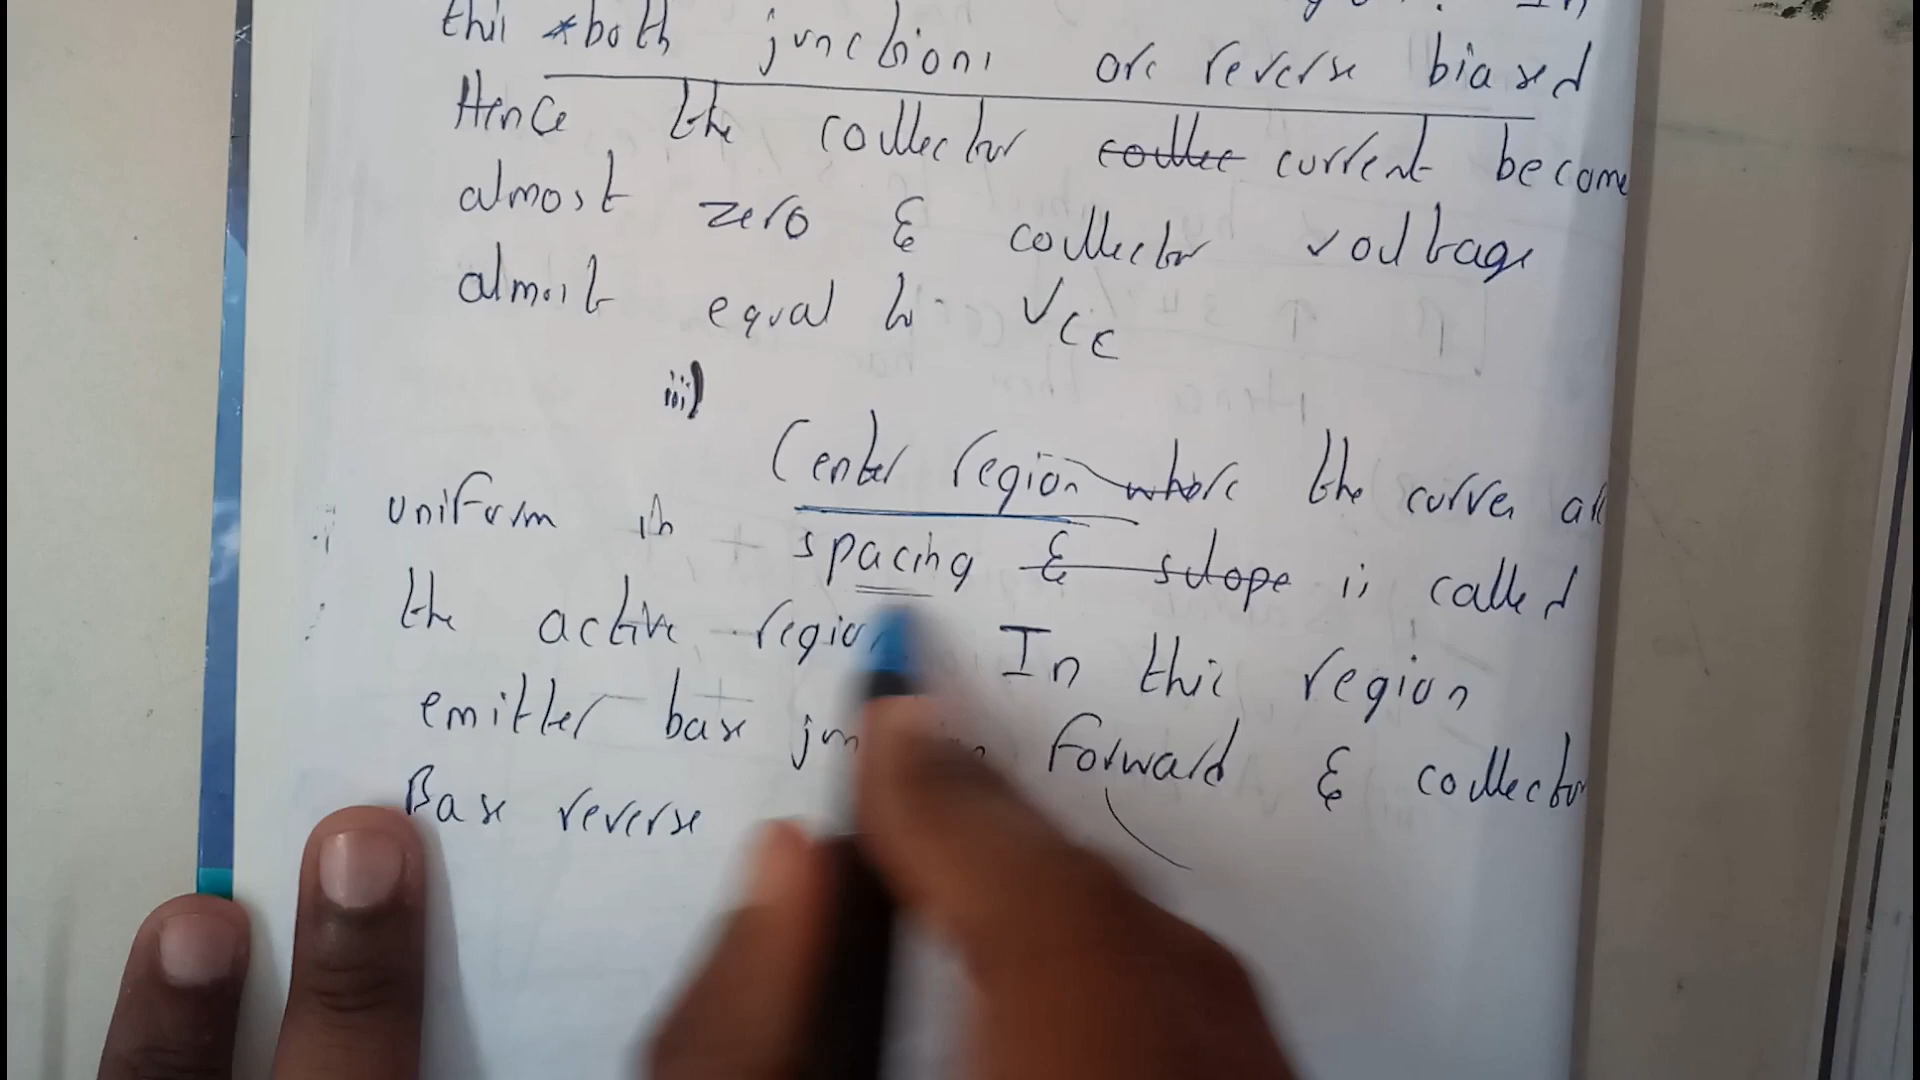 this both junctions are reverse biased
Hence the collector collec current become
almost zero & collector voltage
almost equal to VCC
iii)
Center region where the curves are
uniform in spacing & slope is called
the active region In this region
emitter base forward & collector
Base reverse